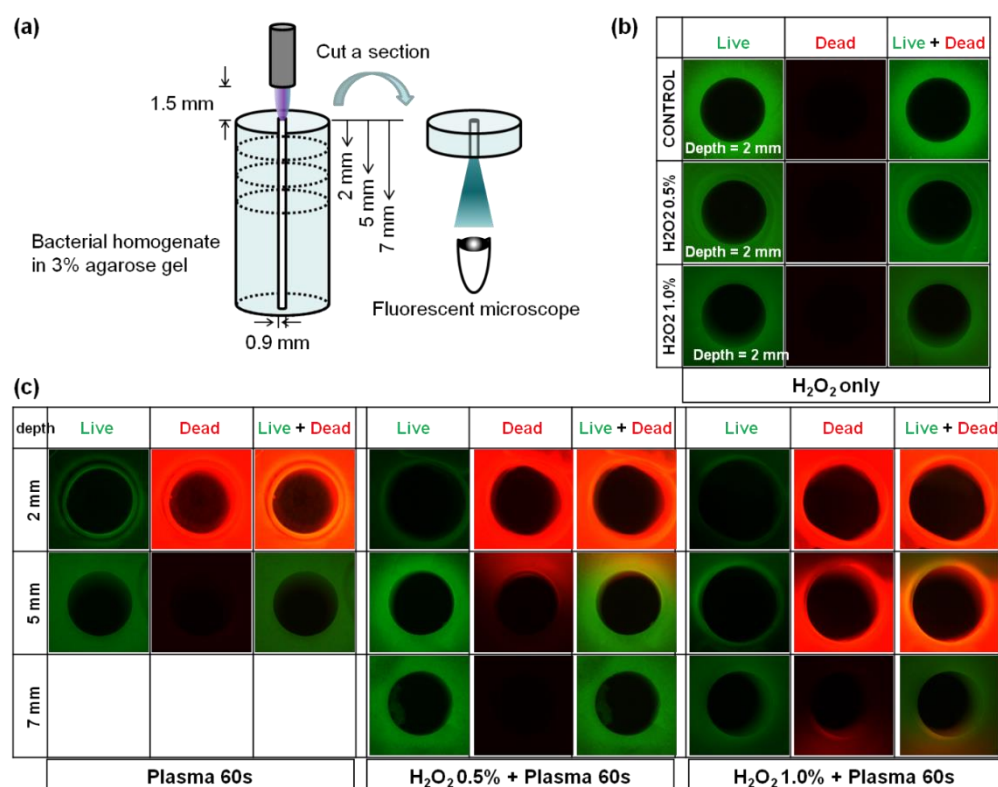 (a)
Cut a section
1.5 mm
2 mm
5 mm
7 mm
Bacterial homogenate
in 3% agarose gel
Fluorescent microscope
0.9 mm
(b)
Live Dead Live + Dead
CONTROL
Depth = 2 mm
H2O2 0.5%
Depth = 2 mm
H2O2 1.0%
Depth = 2 mm
H₂O₂ only
(c)
depth Live Dead Live + Dead Live Dead Live + Dead Live Dead Live + Dead
2 mm
5 mm
7 mm
Plasma 60s H₂O₂ 0.5% + Plasma 60s H₂O₂ 1.0% + Plasma 60s